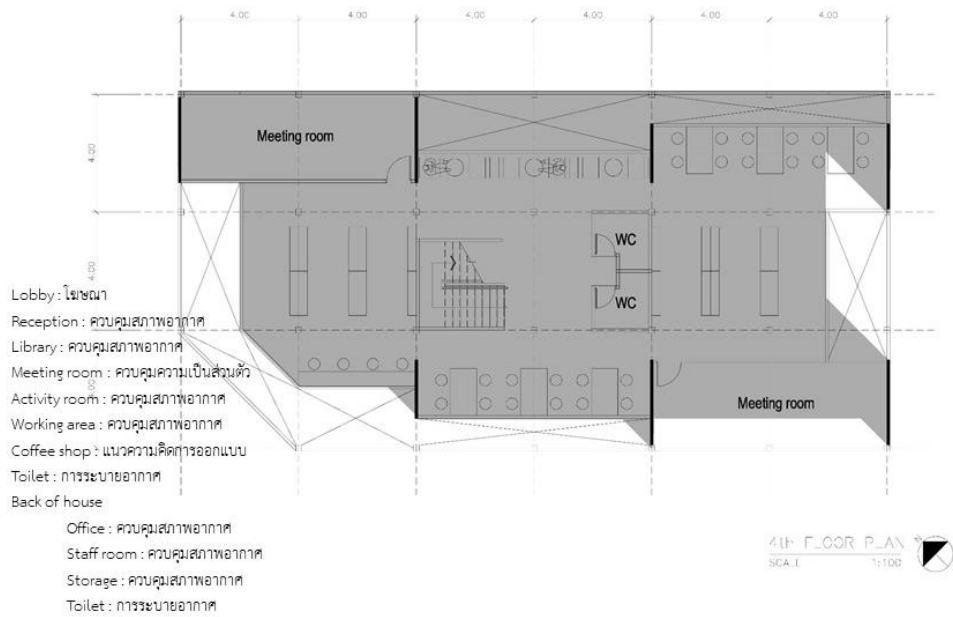 4.00 4.00 4.00 4.00 4.00 4.00
Meeting room
4.00
WC
4.00
WC
Meeting room
Lobby : โฆษณา
Reception : ควบคุมสภาพอากาศ
Library : ควบคุมสภาพอากาศ
Meeting room : ควบคุมความเป็นส่วนตัว
Activity room : ควบคุมสภาพอากาศ
Working area : ควบคุมสภาพอากาศ
Coffee shop : แนวความคิดการออกแบบ
Toilet : การระบายอากาศ
Back of house
Office : ควบคุมสภาพอากาศ
Staff room : ควบคุมสภาพอากาศ
Storage : ควบคุมสภาพอากาศ
Toilet : การระบายอากาศ
4th FLOOR PLAN
SCALE 1:100